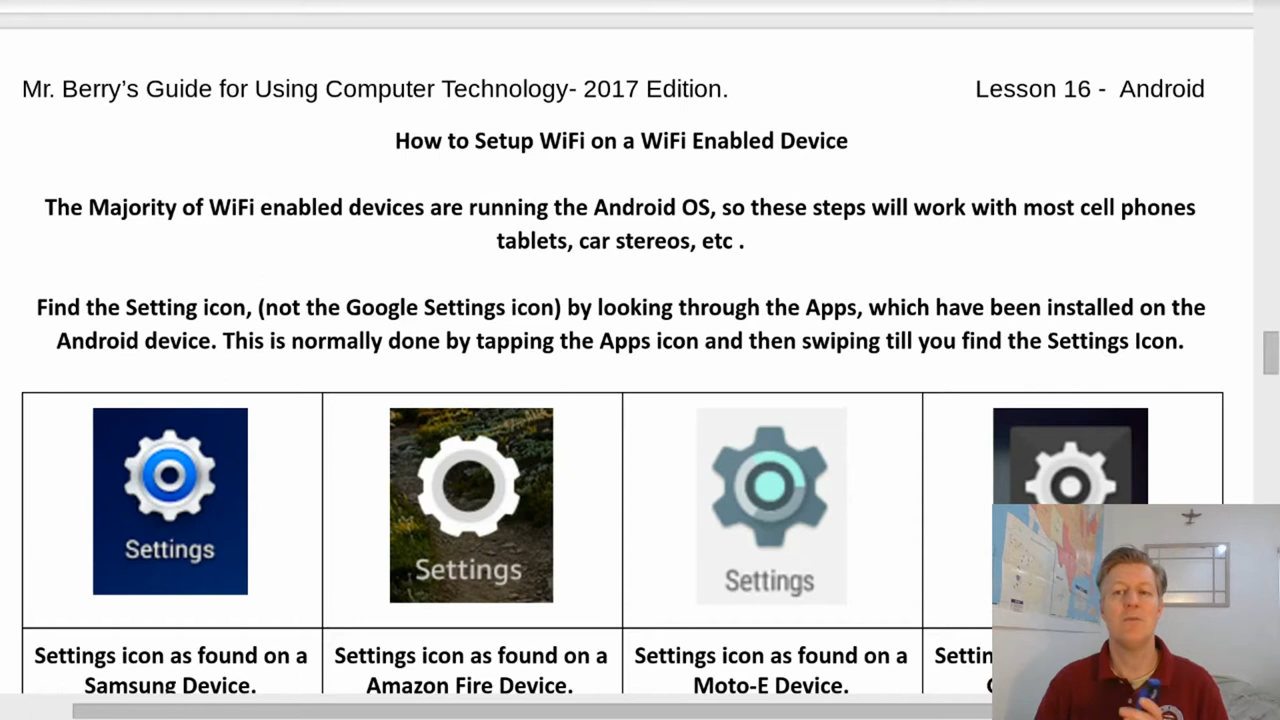 Mr. Berry's Guide for Using Computer Technology- 2017 Edition. Lesson 16 - Android
How to Setup WiFi on a WiFi Enabled Device
The Majority of WiFi enabled devices are running the Android OS, so these steps will work with most cell phones
tablets, car stereos, etc .
Find the Setting icon, (not the Google Settings icon) by looking through the Apps, which have been installed on the
Android device. This is normally done by tapping the Apps icon and then swiping till you find the Settings Icon.
Settings
Settings
Settings
Settings icon as found on a
Samsung Device.
Settings icon as found on a
Amazon Fire Device.
Settings icon as found on a
Moto-E Device.